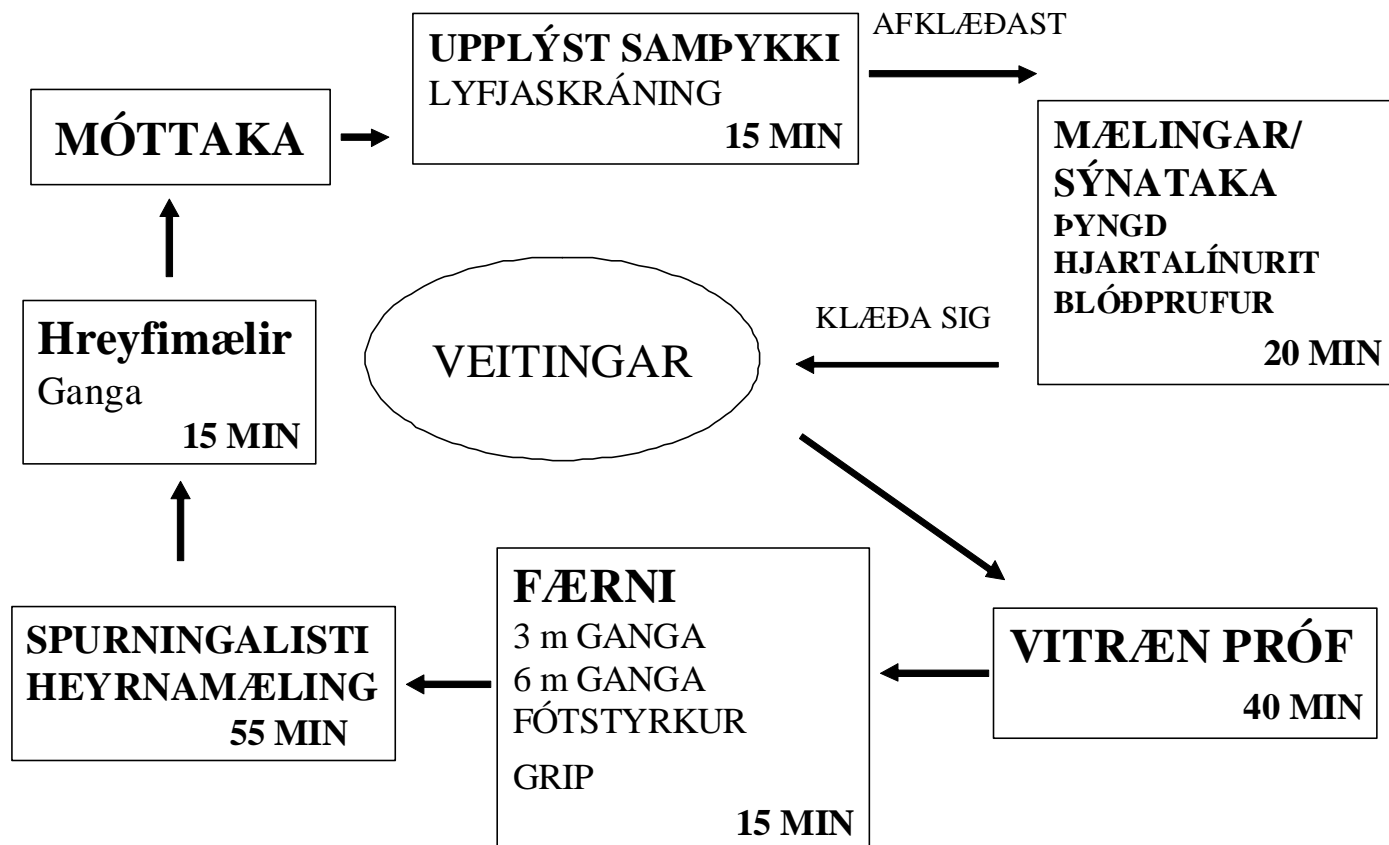 MÓTTAKA
UPPLÝST SAMÞYKKI
LYFJASKRÁNING
15 MIN
AFKLÆÐAST
MÆLINGAR/
SÝNATAKA
ÞYNGD
HJARTALÍNURIT
BLÓÐPRUFUR
20 MIN
KLÆÐA SIG
VEITINGAR
VITRÆN PRÓF
40 MIN
FÆRNI
3 m GANGA
6 m GANGA
FÓTSTYRKUR
GRIP
15 MIN
SPURNINGALISTI
HEYRNAMÆLING
55 MIN
Hreyfimælir
Ganga
15 MIN